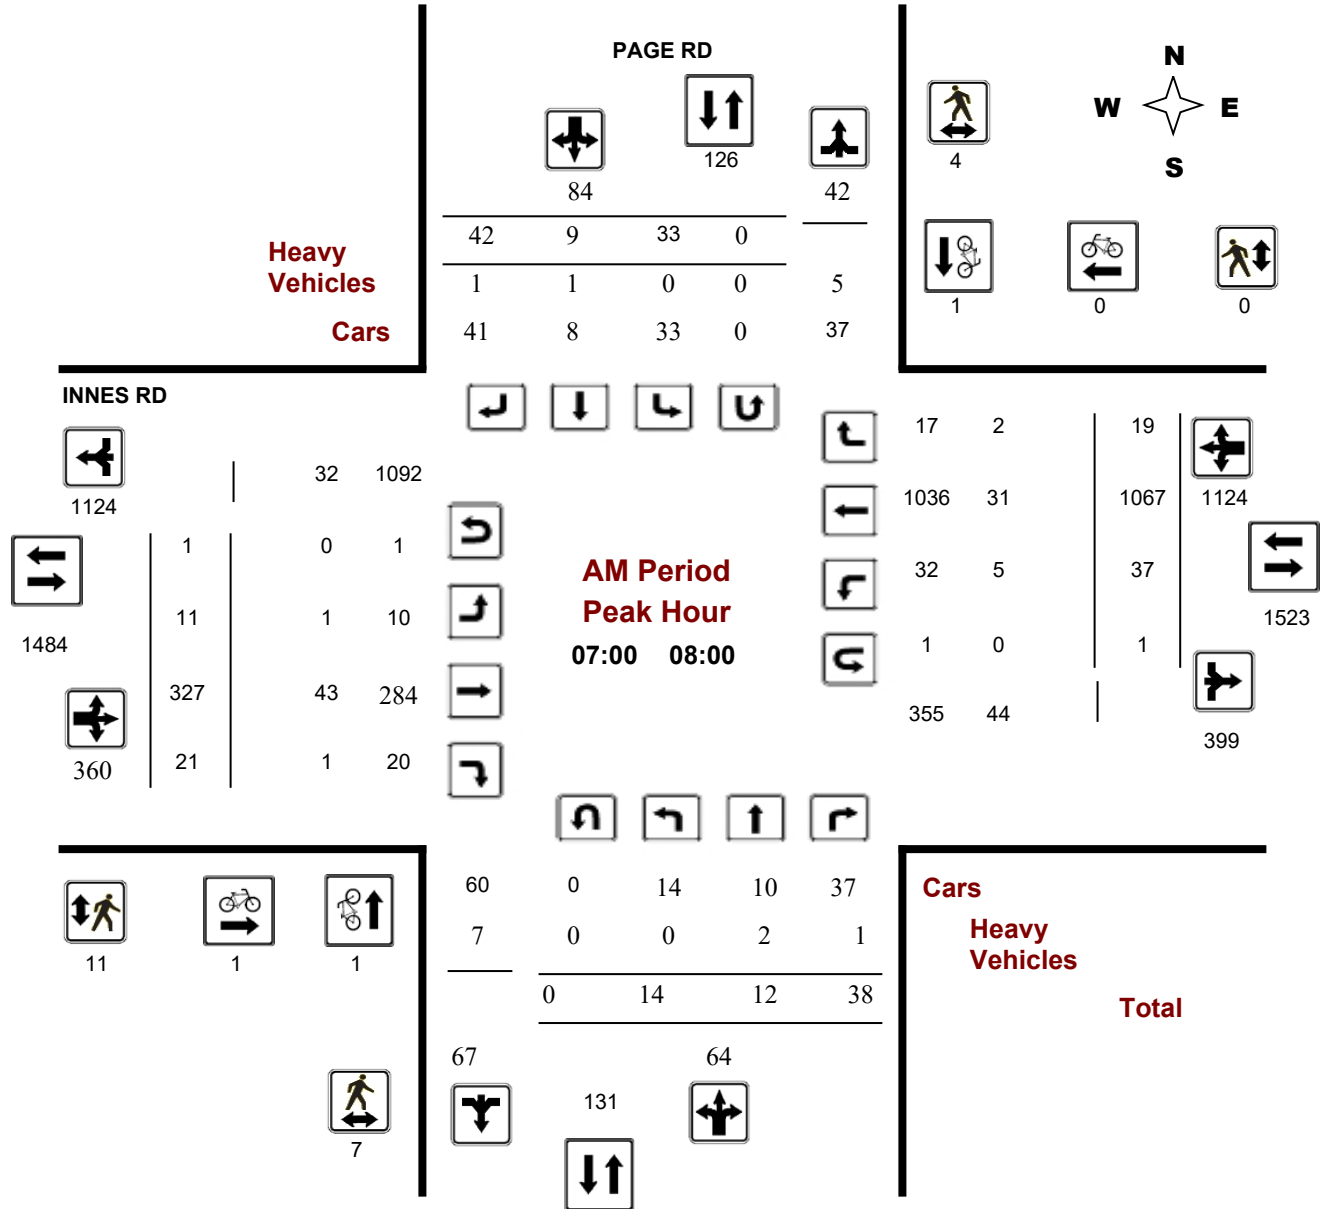 PAGE RD
N
W E
S
126
4
84
42
42 9 33 0
Heavy
Vehicles
1 1 0 0 5
1 0 0
Cars
41 8 33 0 37
INNES RD
17 2 19
32 1092
1124
1036 31 1067 1124
1 0 1
AM Period
32 5 37
Peak Hour
11 1 10
1523
1484
07:00 08:00
1 0 1
327 43 284
355 44
399
360 21 1 20
60 0 14 10 37
Cars
7 0 0 2 1
Heavy
Vehicles
11 1 1
0 14 12 38
Total
67 64
131
7